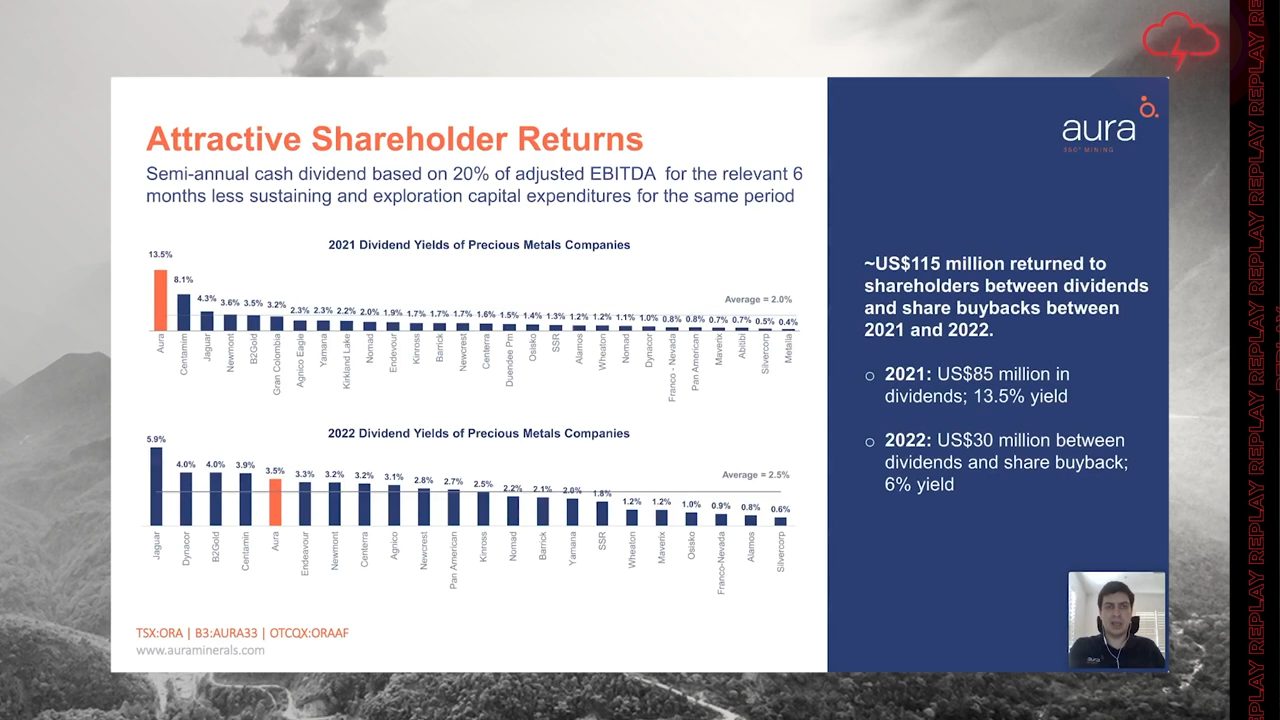 Attractive Shareholder Returns
Semi-annual cash dividend based on 20% of adjusted EBITDA for the relevant 6
months less sustaining and exploration capital expenditures for the same period
2021 Dividend Yields of Precious Metals Companies
13.5%
8.1%
4.3%
3.6%
3.5%
3.2%
2.3%
2.3%
2.2%
2.0%
1.9%
1.7%
1.7%
1.7%
1.6%
1.5%
1.4%
1.3%
1.2%
1.2%
1.1%
1.0%
0.8%
0.8%
0.7%
0.7%
0.5%
0.4%
Average = 2.0%
Aura
Centamim
Jaguar
Newmont
B2Gold
Gran Colombia
Agnico Eagle
Yamana
Kirkland Lake
Nomad
Endevour
Kinross
Barrick
Newcrest
Centerra
Duendee Pm
Osisko
SSR
Alamos
Wheaton
Nomad
Dynacor
Franco - Nevada
Pan American
Maverix
Abitibi
Silvercorp
Metalla
2022 Dividend Yields of Precious Metals Companies
5.9%
4.0%
4.0%
3.9%
3.5%
3.3%
3.2%
3.2%
3.1%
2.8%
2.7%
2.5%
2.2%
2.1%
2.0%
1.8%
1.2%
1.2%
1.0%
0.9%
0.8%
0.6%
Average = 2.5%
Jaguar
Dynacor
B2Gold
Centamin
Aura
Endeavour
Newmont
Centerra
Agnico
Newcrest
Pan American
Kinross
Nomad
Barrick
Yamana
SSR
Wheaton
Maverix
Osisko
Franco-Nevada
Alamos
Silvercorp
TSX:ORA | B3:AURA33 | OTCQX:ORAAF
www.auraminerals.com
aura
360° MINING
~US$115 million returned to
shareholders between dividends
and share buybacks between
2021 and 2022.
2021: US$85 million in
dividends; 13.5% yield
2022: US$30 million between
dividends and share buyback;
6% yield
aura
REPLAY REPLAY REPLAY REPLAY REPLAY REPLAY REPLAY REPLAY REPLAY